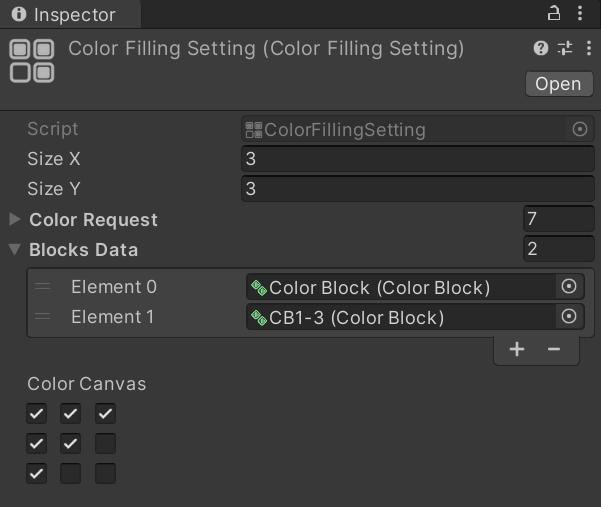 Inspector
Color Filling Setting (Color Filling Setting)
Open
Script ColorFillingSetting
Size X 3
Size Y 3
Color Request 7
Blocks Data 2
Element 0 Color Block (Color Block)
Element 1 CB1-3 (Color Block)
Color Canvas